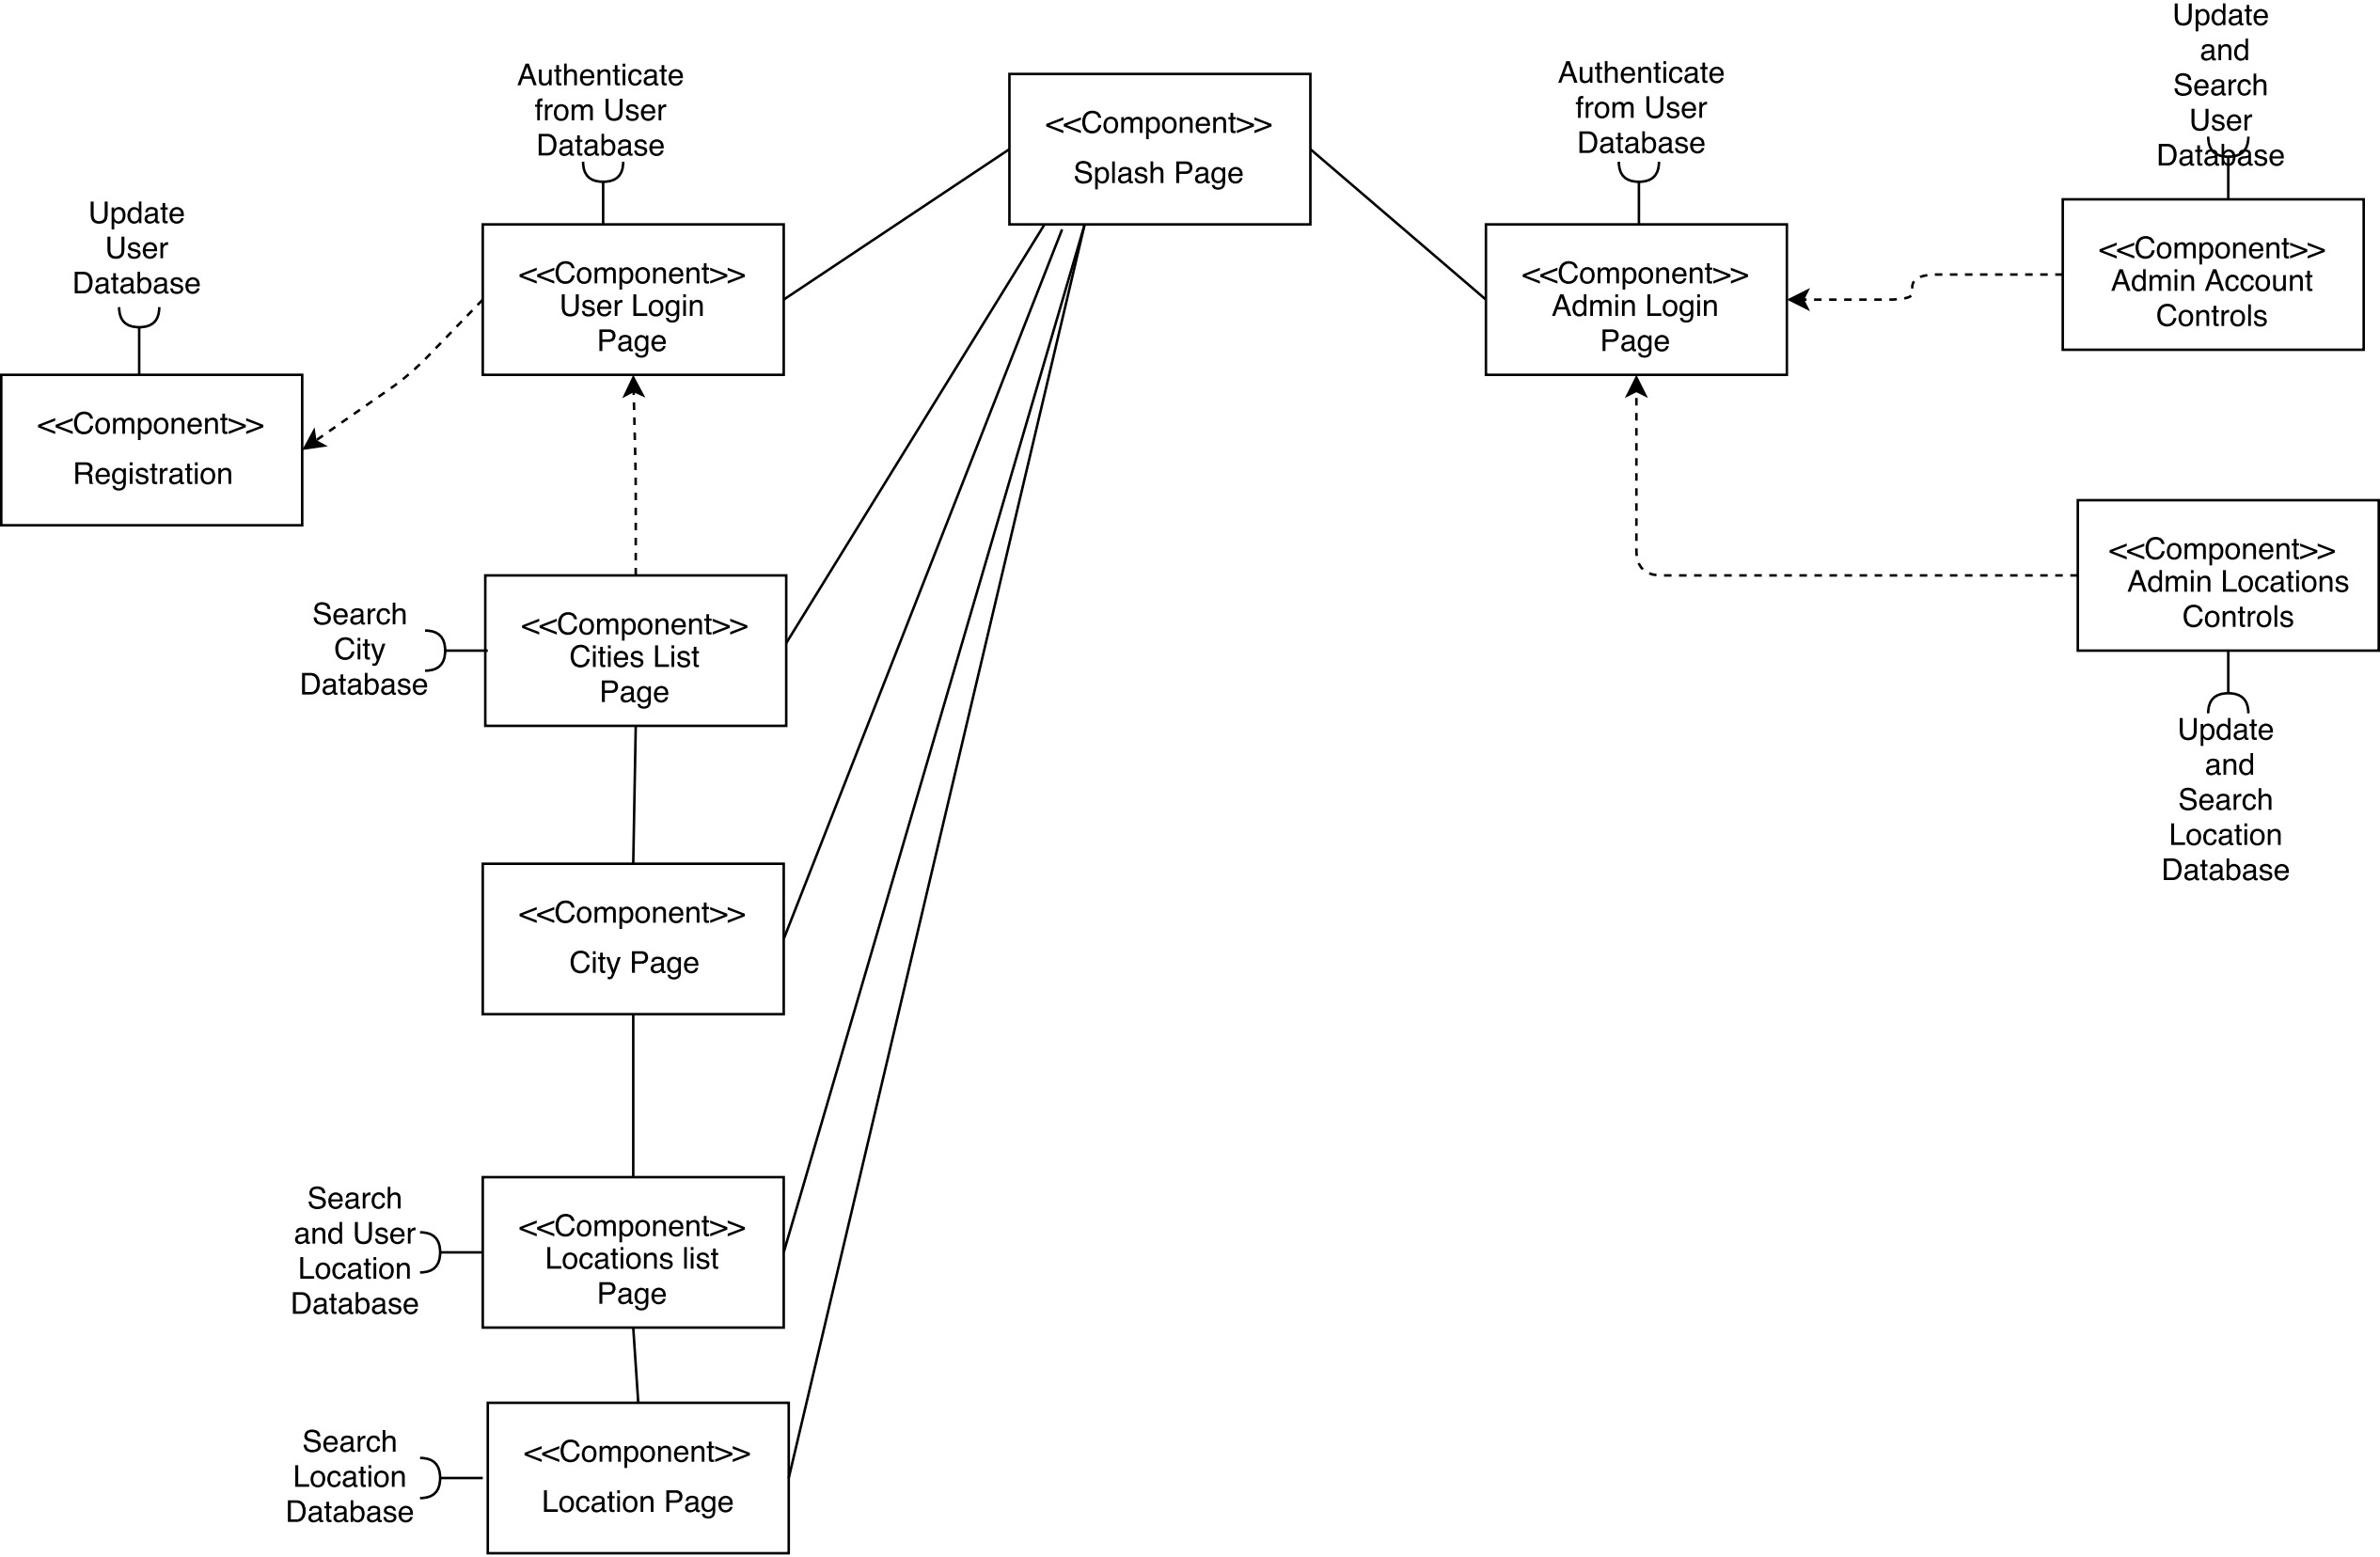 Update
and
Search
User
Database
Authenticate
from User
Database
<<Component>>
Splash Page
Authenticate
from User
Database
Update
User
Database
<<Component>>
User Login
Page
<<Component>>
Admin Login
Page
<<Component>>
Admin Account
Controls
<<Component>>
Registration
<<Component>>
Admin Locations
Controls
Search
City
Database
<<Component>>
Cities List
Page
Update
and
Search
Location
Database
<<Component>>
City Page
Search
and User
Location
Database
<<Component>>
Locations list
Page
Search
Location
Database
<<Component>>
Location Page